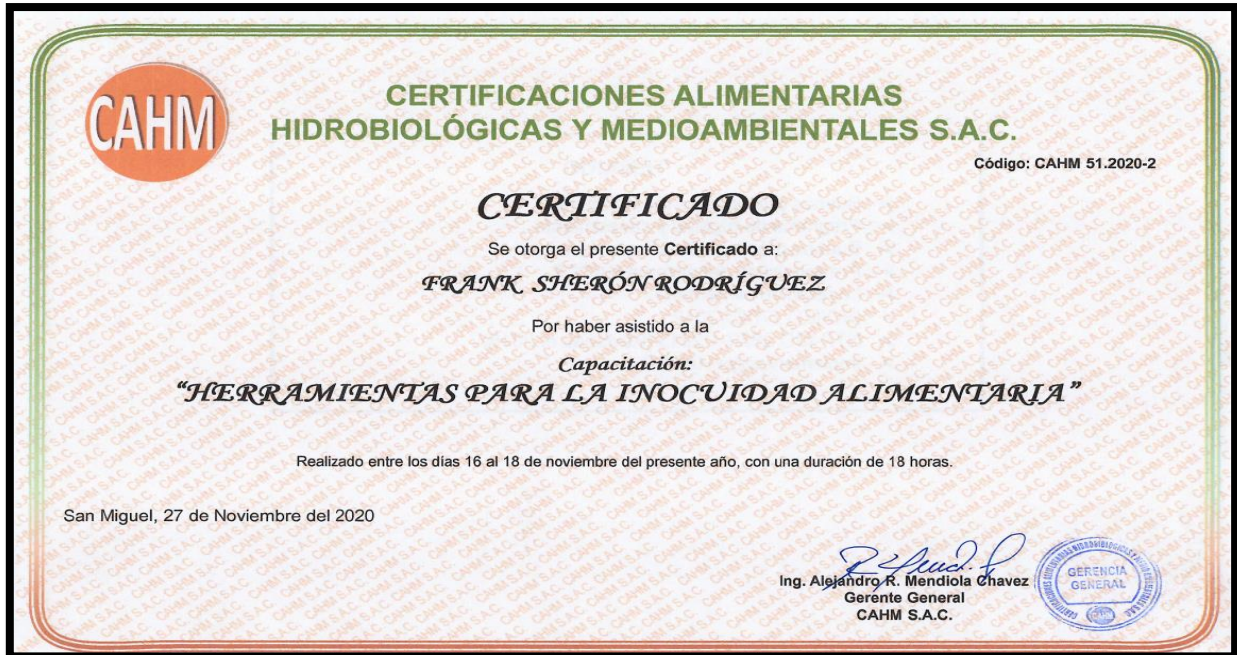 CAHM
CERTIFICACIONES ALIMENTARIAS
HIDROBIOLÓGICAS Y MEDIOAMBIENTALES S.A.C.
Código: CAHM 51.2020-2
CERTIFICADO
Se otorga el presente Certificado a:
FRANK SHERÓN RODRÍGUEZ
Por haber asistido a la
Capacitación:
“HERRAMIENTAS PARA LA INOCUIDAD ALIMENTARIA”
Realizado entre los días 16 al 18 de noviembre del presente año, con una duración de 18 horas.
San Miguel, 27 de Noviembre del 2020
Ing. Alejandro R. Mendiola Chavez
Gerente General
CAHM S.A.C.
GERENCIA
GENERAL